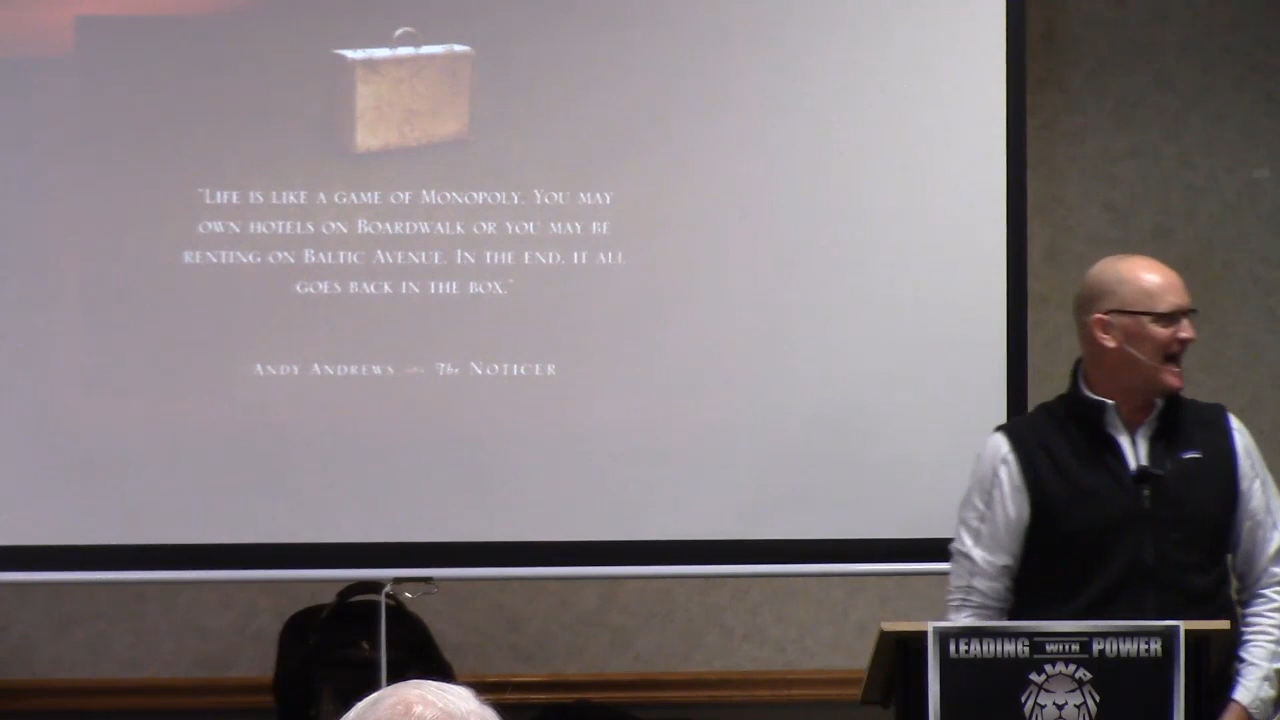 "Life is like a game of Monopoly. You may
own hotels on Boardwalk or you may be
renting on Baltic Avenue. In the end, it all
goes back in the box."
Andy Andrews — The Noticer
LEADING WITH POWER
LWP